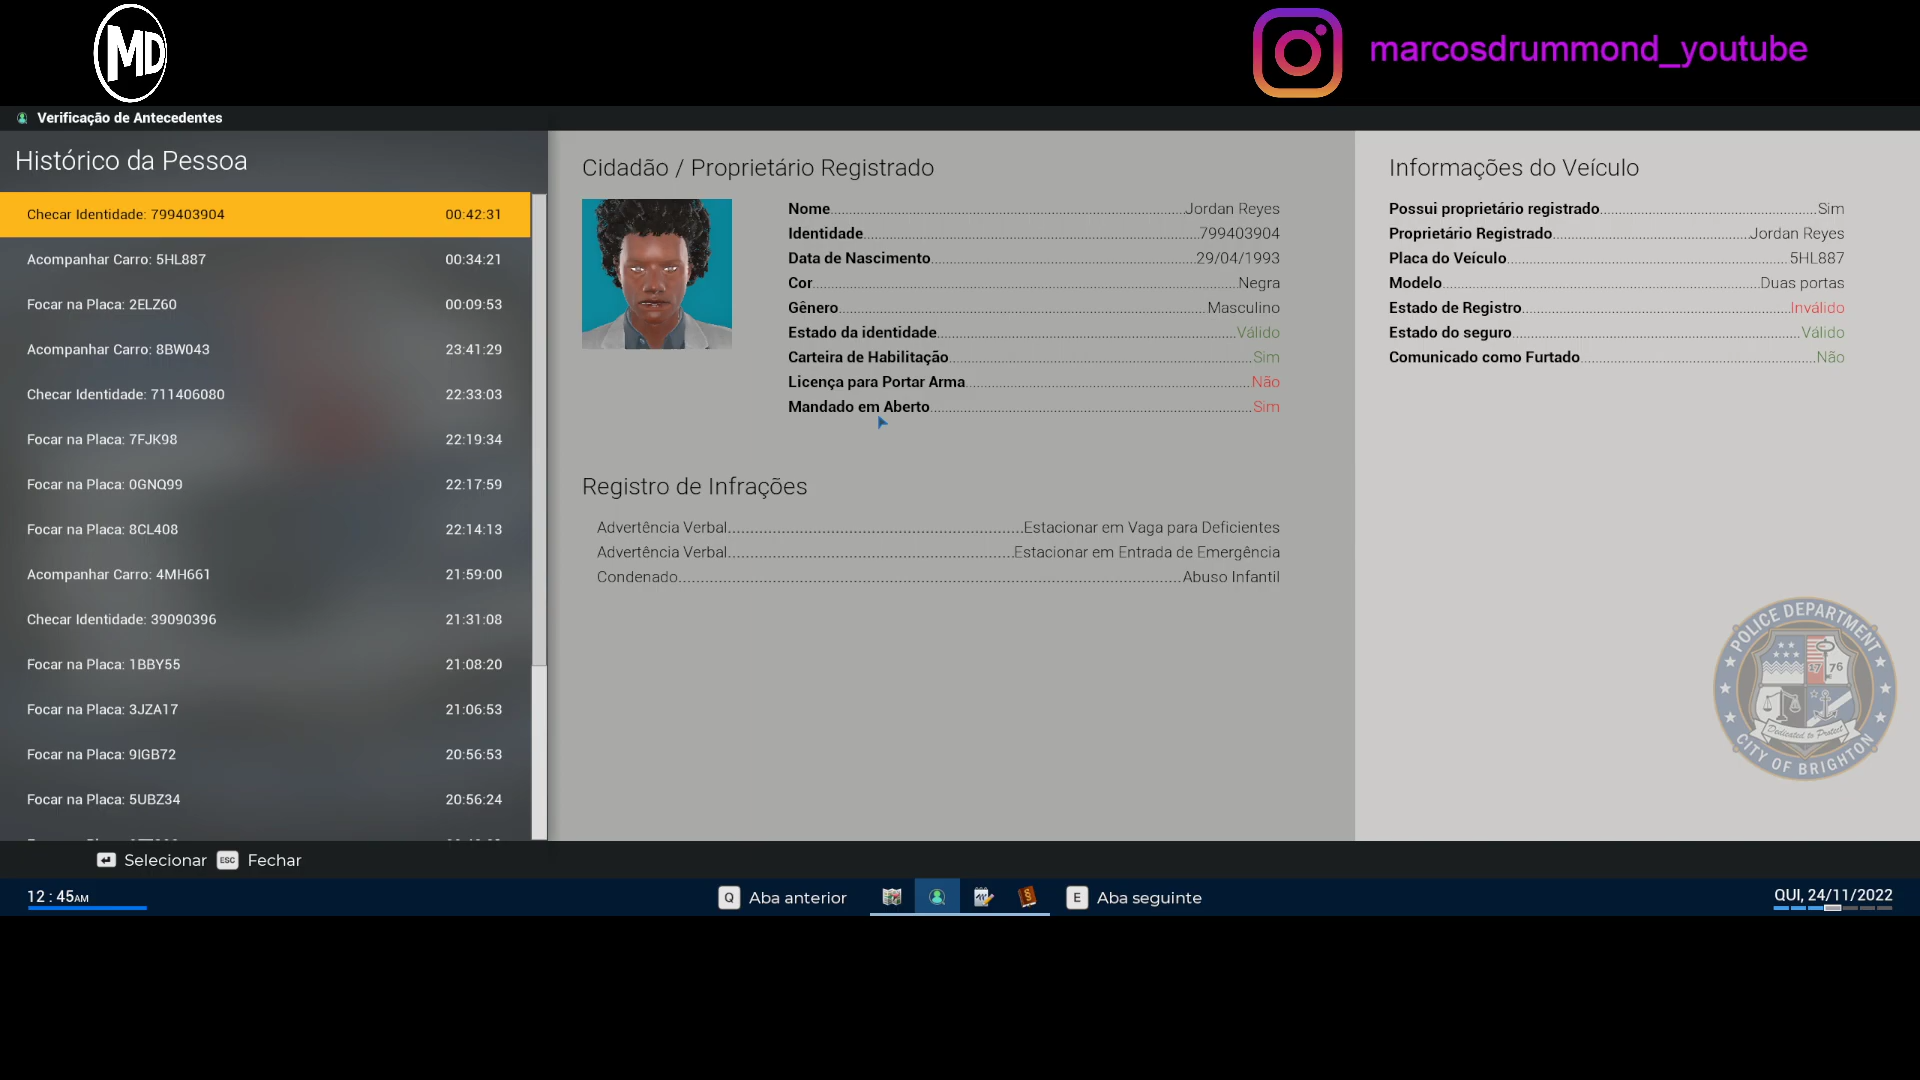 MD
marcosdrummond_youtube
Verificação de Antecedentes
Histórico da Pessoa
Checar Identidade: 799403904 00:42:31
Acompanhar Carro: 5HL887 00:34:21
Focar na Placa: 2ELZ60 00:09:53
Acompanhar Carro: 8BW043 23:41:29
Checar Identidade: 711406080 22:33:03
Focar na Placa: 7FJK98 22:19:34
Focar na Placa: 0GNQ99 22:17:59
Focar na Placa: 8CL408 22:14:13
Acompanhar Carro: 4MH661 21:59:00
Checar Identidade: 39090396 21:31:08
Focar na Placa: 1BBY55 21:08:20
Focar na Placa: 3JZA17 21:06:53
Focar na Placa: 9IGB72 20:56:53
Focar na Placa: 5UBZ34 20:56:24
Cidadão / Proprietário Registrado
Nome Jordan Reyes
Identidade 799403904
Data de Nascimento 29/04/1993
Cor Negra
Gênero Masculino
Estado da identidade Válido
Carteira de Habilitação Sim
Licença para Portar Arma Não
Mandado em Aberto Sim
Registro de Infrações
Advertência Verbal Estacionar em Vaga para Deficientes
Advertência Verbal Estacionar em Entrada de Emergência
Condenado Abuso Infantil
Informações do Veículo
Possui proprietário registrado Sim
Proprietário Registrado Jordan Reyes
Placa do Veículo 5HL887
Modelo Duas portas
Estado de Registro Inválido
Estado do seguro Válido
Comunicado como Furtado Não
POLICE DEPARTMENT
17 76
Dedicated to Protect
CITY OF BRIGHTON
Selecionar ESC Fechar
12 : 45AM
Q Aba anterior E Aba seguinte
QUI, 24/11/2022